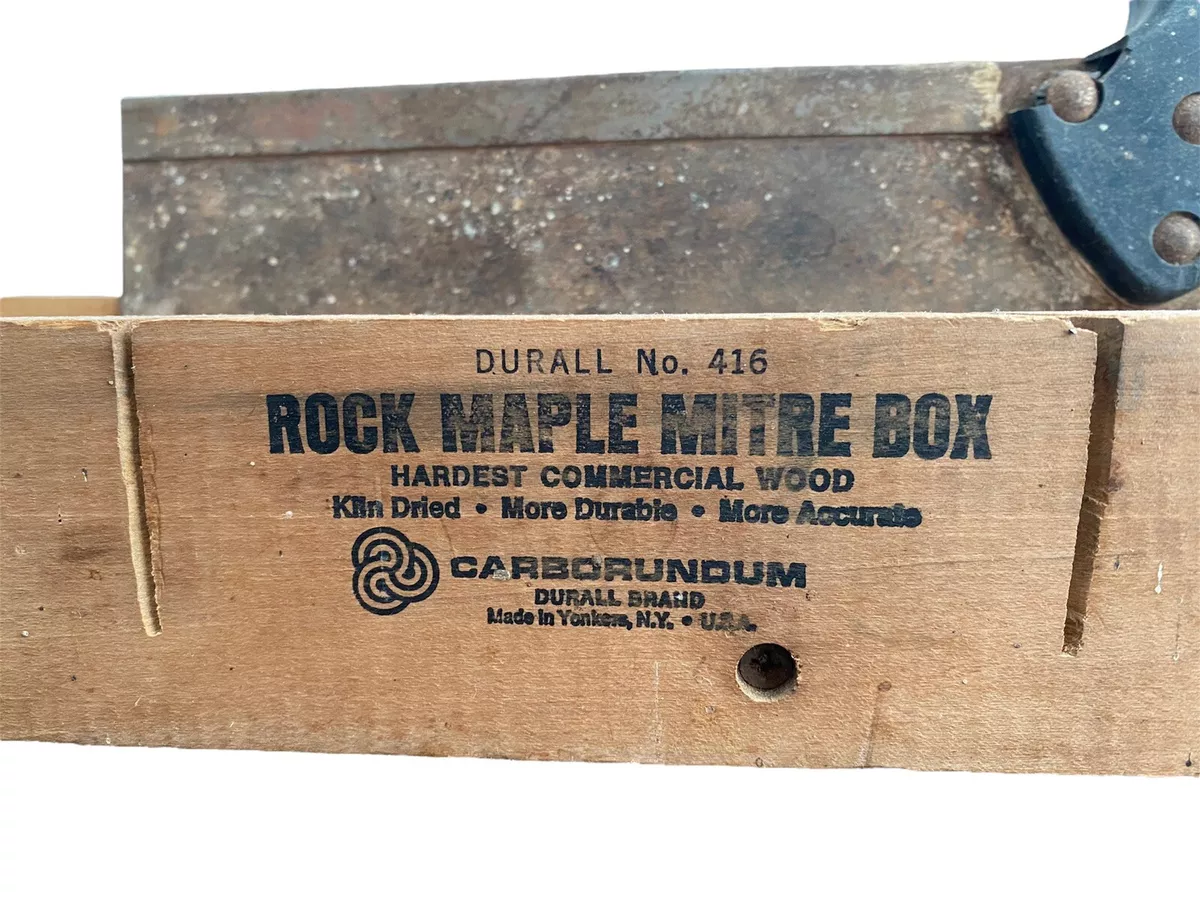 DURALL No. 416
ROCK MAPLE MITRE BOX
HARDEST COMMERCIAL WOOD
Kiln Dried • More Durable • More Accurate
CARBORUNDUM
DURALL BRAND
Made in Yonkers, N.Y. • U.S.A.